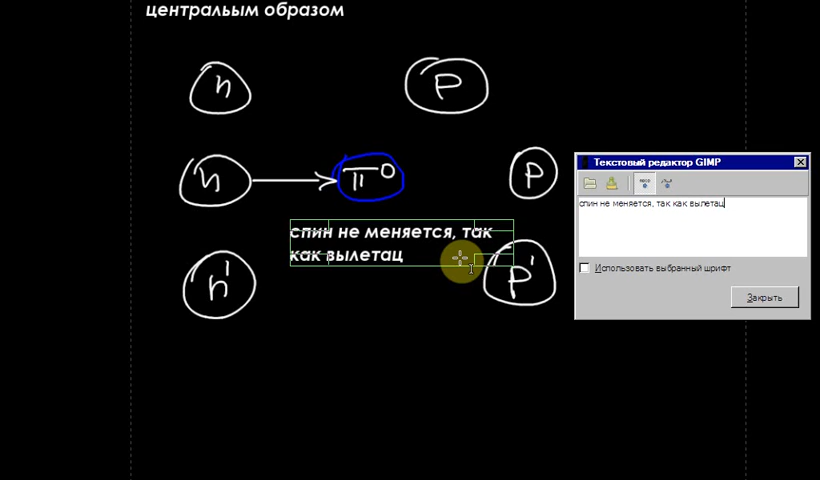 центральым образом
n
P
n
π⁰
P
Текстовый редактор GIMP
спин не меняется, так как вылетац
спин не меняется, так
как вылетац
n'
P'
Использовать выбранный шрифт
Закрыть